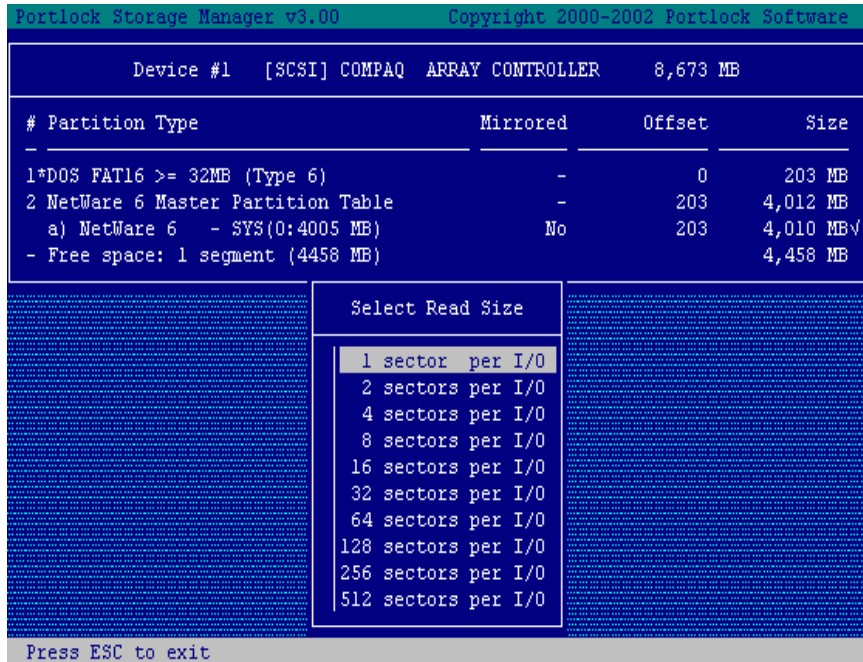 Portlock Storage Manager v3.00 Copyright 2000-2002 Portlock Software
Device #1 [SCSI] COMPAQ ARRAY CONTROLLER 8,673 MB
# Partition Type Mirrored Offset Size
1*DOS FAT16 >= 32MB (Type 6) - 0 203 MB
2 NetWare 6 Master Partition Table - 203 4,012 MB
a) NetWare 6 - SYS(0:4005 MB) No 203 4,010 MB√
- Free space: 1 segment (4458 MB) 4,458 MB
Select Read Size
1 sector per I/O
2 sectors per I/O
4 sectors per I/O
8 sectors per I/O
16 sectors per I/O
32 sectors per I/O
64 sectors per I/O
128 sectors per I/O
256 sectors per I/O
512 sectors per I/O
Press ESC to exit